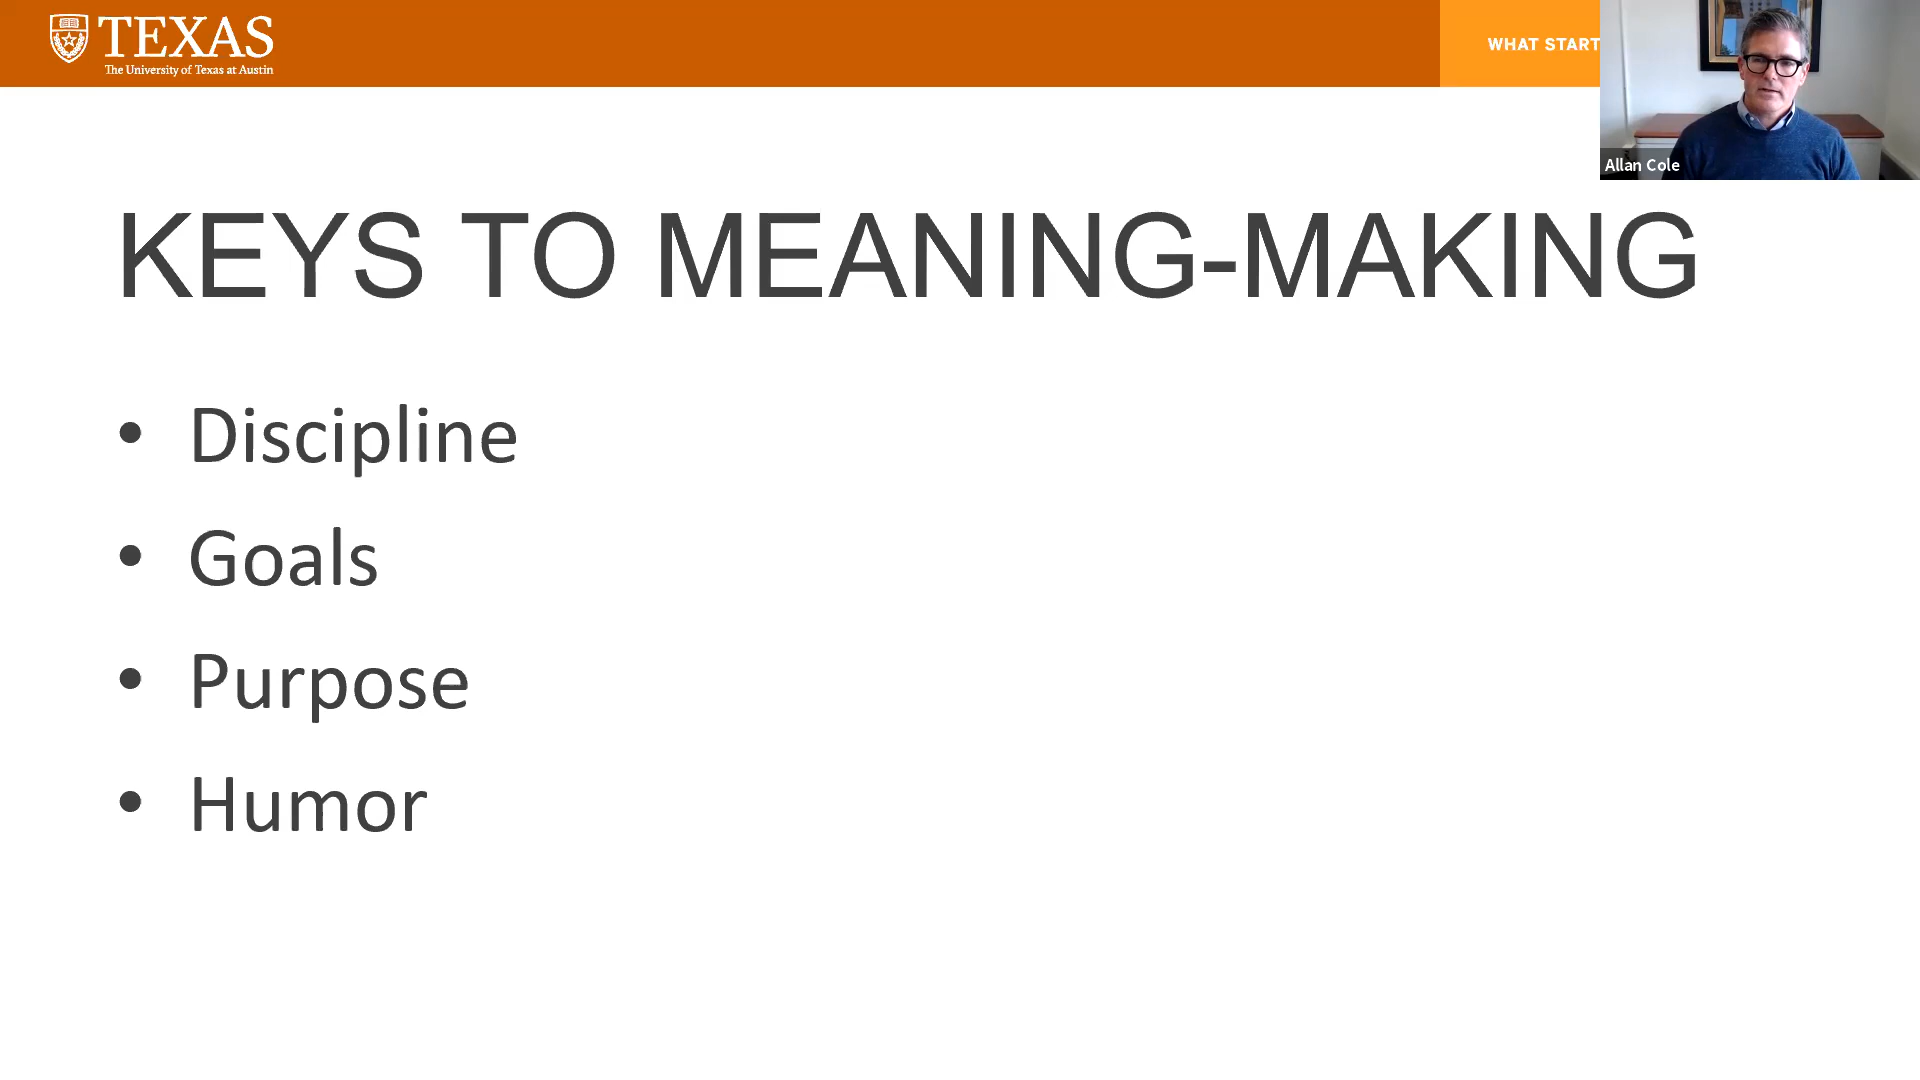 TEXAS
The University of Texas at Austin
WHAT START
Allan Cole
KEYS TO MEANING-MAKING
• Discipline
• Goals
• Purpose
• Humor